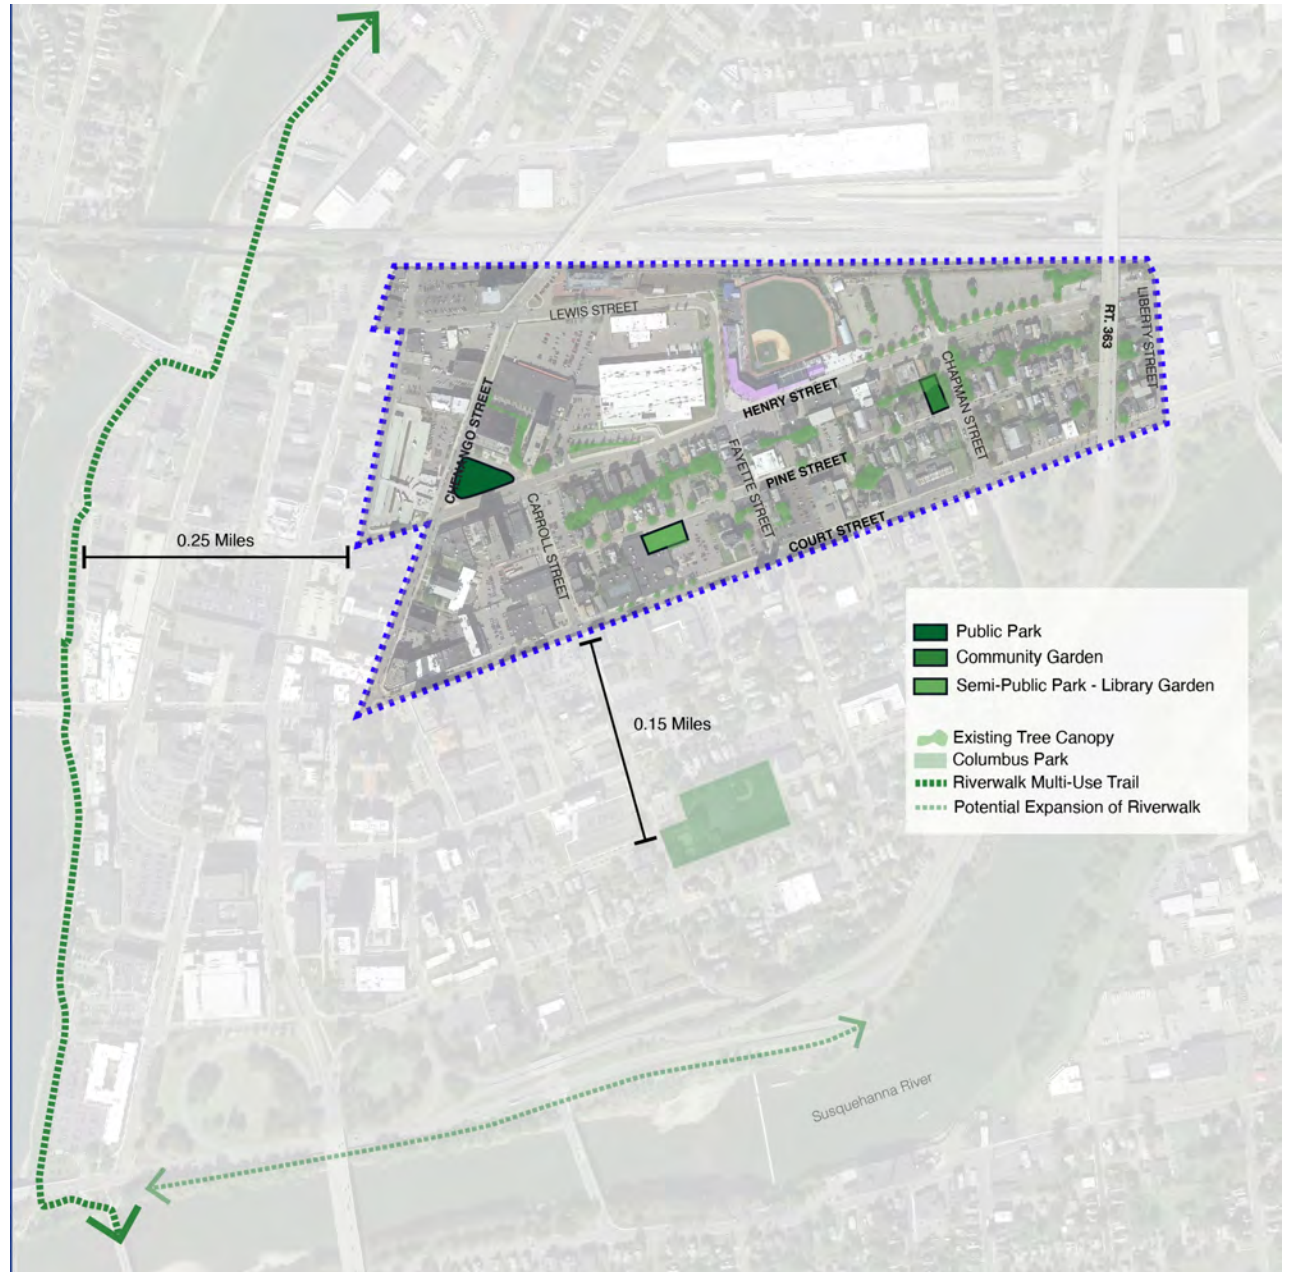 LEWIS STREET
RT. 363
LIBERTY STREET
CHENANGO STREET
HENRY STREET
CHAPMAN STREET
FAYETTE STREET
PINE STREET
CARROLL STREET
COURT STREET
0.25 Miles
0.15 Miles
Public Park
Community Garden
Semi-Public Park - Library Garden
Existing Tree Canopy
Columbus Park
Riverwalk Multi-Use Trail
Potential Expansion of Riverwalk
Susquehanna River